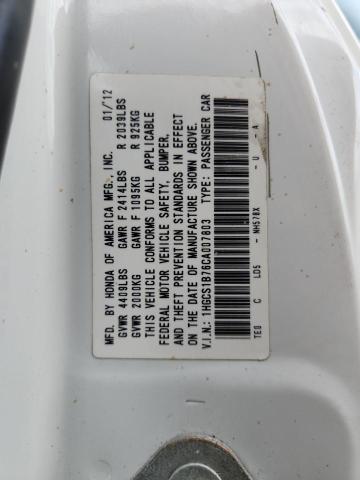 MFD. BY HONDA OF AMERICA MFG., INC. 01/12
GVWR 4409LBS GAWR F 2414LBS R 2039LBS
GVWR 2000KG GAWR F 1095KG R 925KG
THIS VEHICLE CONFORMS TO ALL APPLICABLE
FEDERAL MOTOR VEHICLE SAFETY, BUMPER,
AND THEFT PREVENTION STANDARDS IN EFFECT
ON THE DATE OF MANUFACTURE SHOWN ABOVE.
V.I.N.: 1HGCS1B76CA007803 TYPE: PASSENGER CAR
TE0 C LD5 - NH578X - U - A